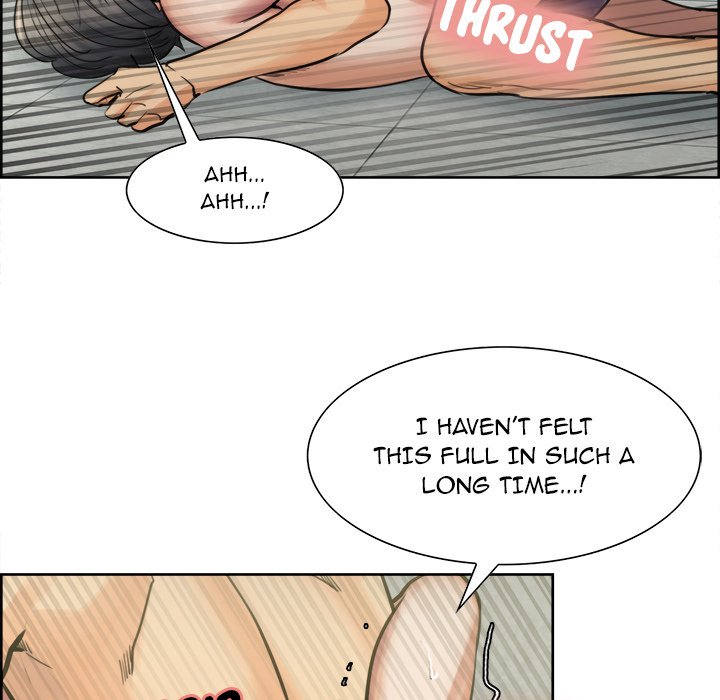 THRUST
AHH...
AHH...!
I HAVEN'T FELT
THIS FULL IN SUCH A
LONG TIME...!